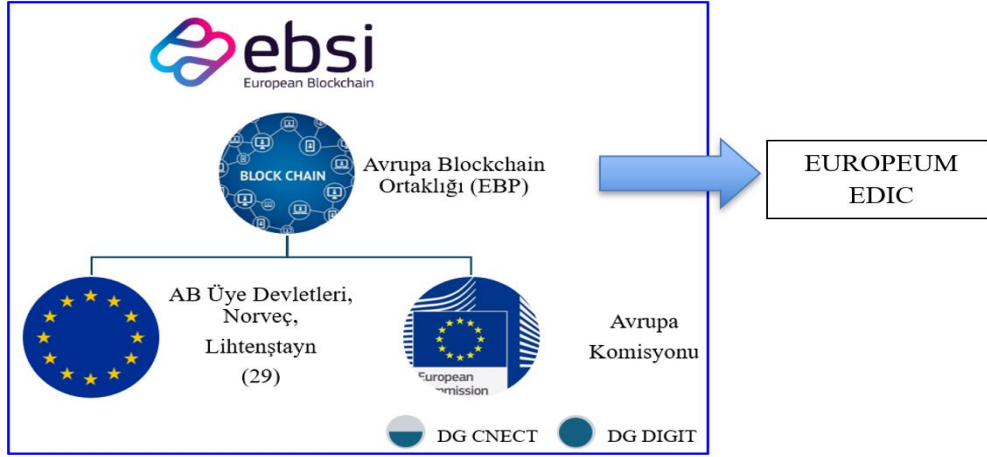 ebsi
European Blockchain
BLOCK CHAIN
Avrupa Blockchain
Ortaklığı (EBP)
EUROPEUM
EDIC
AB Üye Devletleri,
Norveç,
Lihtenştayn
(29)
European
Commission
Avrupa
Komisyonu
DG CNECT
DG DIGIT